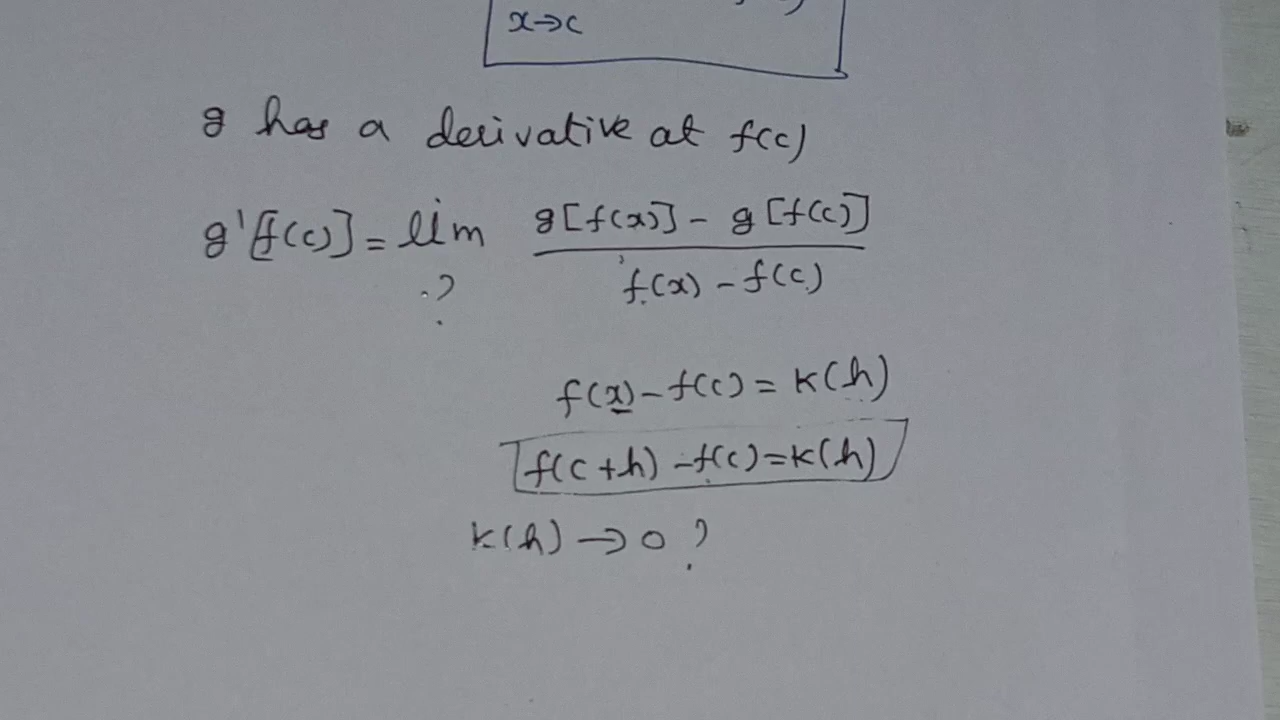 x→c
g has a derivative at f(c)
g'[f(c)] = lim g[f(x)] - g[f(c)]
? f(x) - f(c)
f(x) - f(c) = k(h)
f(c+h) - f(c) = k(h)
k(h) → 0 ?